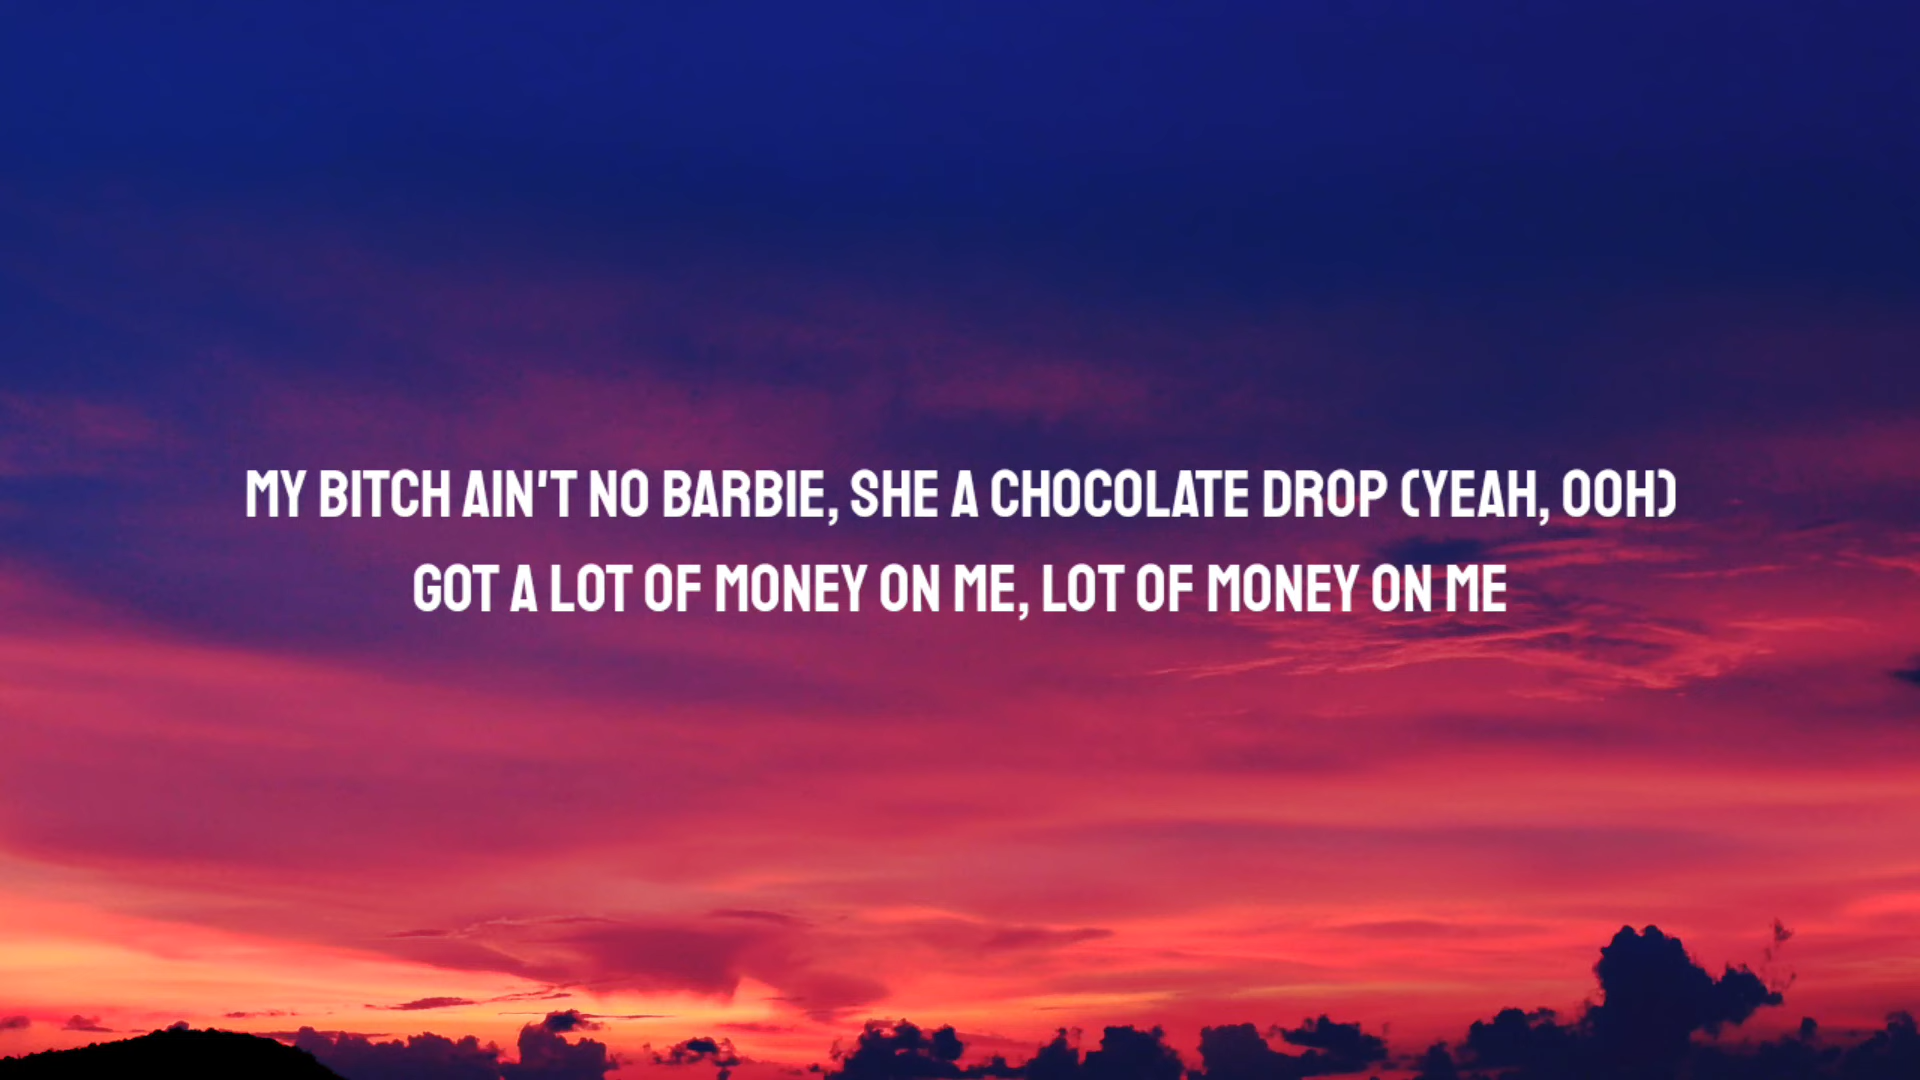 MY BITCH AIN'T NO BARBIE, SHE A CHOCOLATE DROP (YEAH, OOH)
GOT A LOT OF MONEY ON ME, LOT OF MONEY ON ME